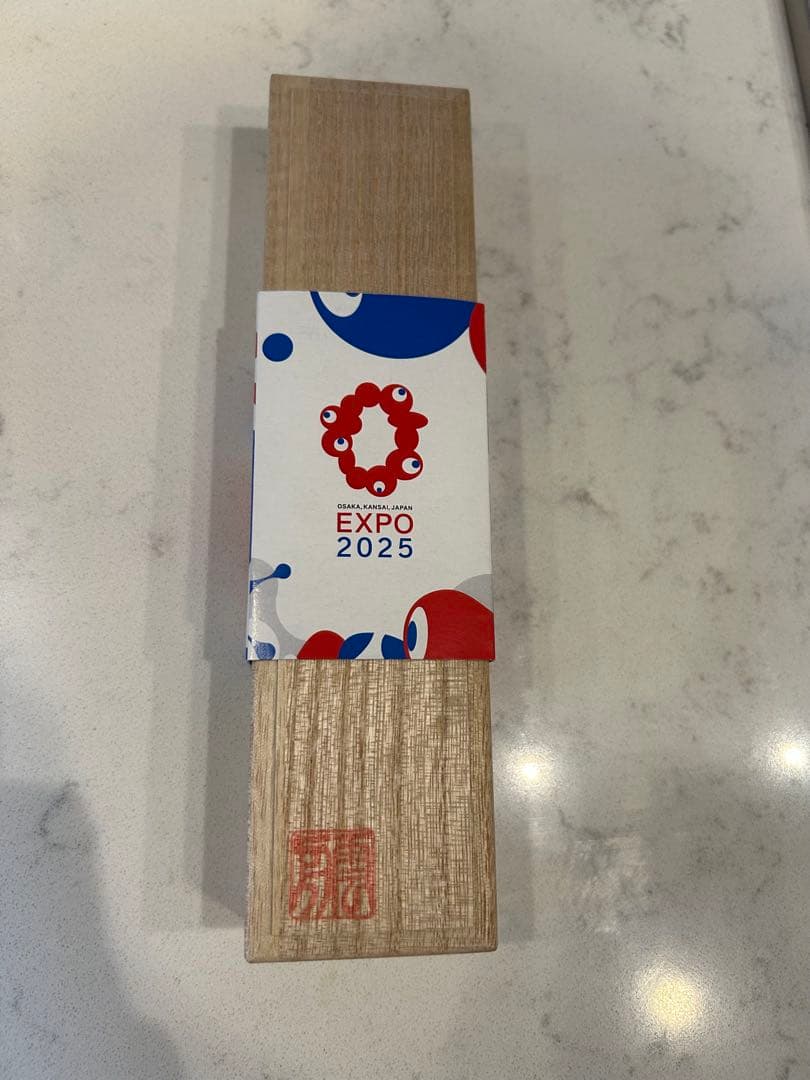 OSAKA, KANSAI, JAPAN
EXPO
2025